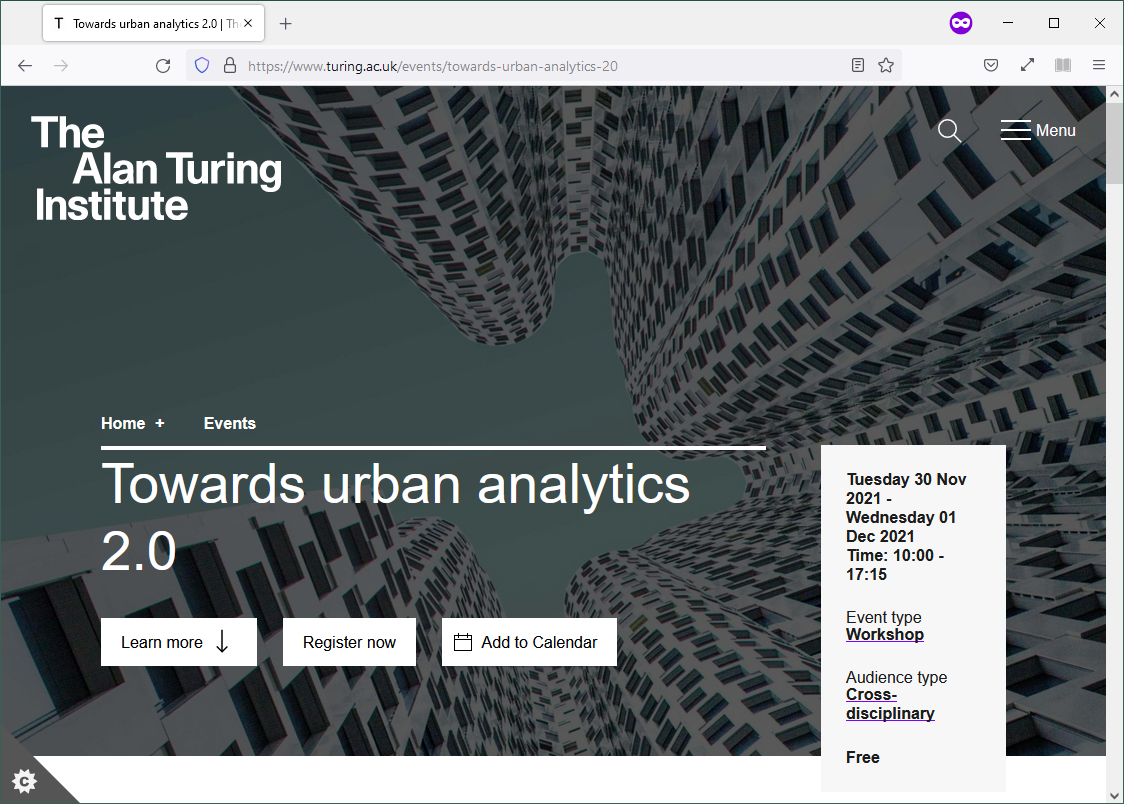 T Towards urban analytics 2.0 | Th
https://www.turing.ac.uk/events/towards-urban-analytics-20
The
Alan Turing
Institute
Menu
Home +
Events
Towards urban analytics
2.0
Learn more
Register now
Add to Calendar
Tuesday 30 Nov
2021 -
Wednesday 01
Dec 2021
Time: 10:00 -
17:15
Event type
Workshop
Audience type
Cross-
disciplinary
Free
C